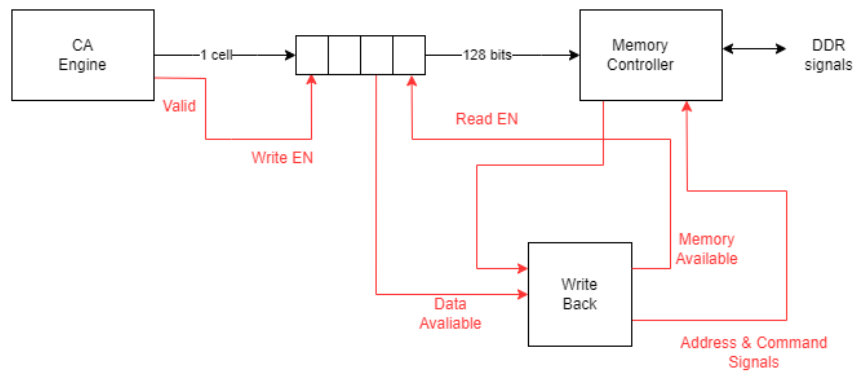 CA
Engine
1 cell
128 bits
Memory
Controller
DDR
signals
Valid
Write EN
Read EN
Memory
Available
Write
Back
Data
Avaliable
Address & Command
Signals